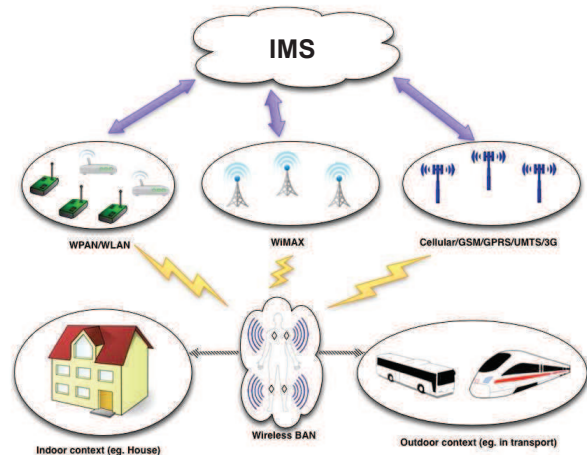 IMS
WPAN/WLAN
WiMAX
Cellular/GSM/GPRS/UMTS/3G
Wireless BAN
Indoor context (eg. House)
Outdoor context (eg. in transport)